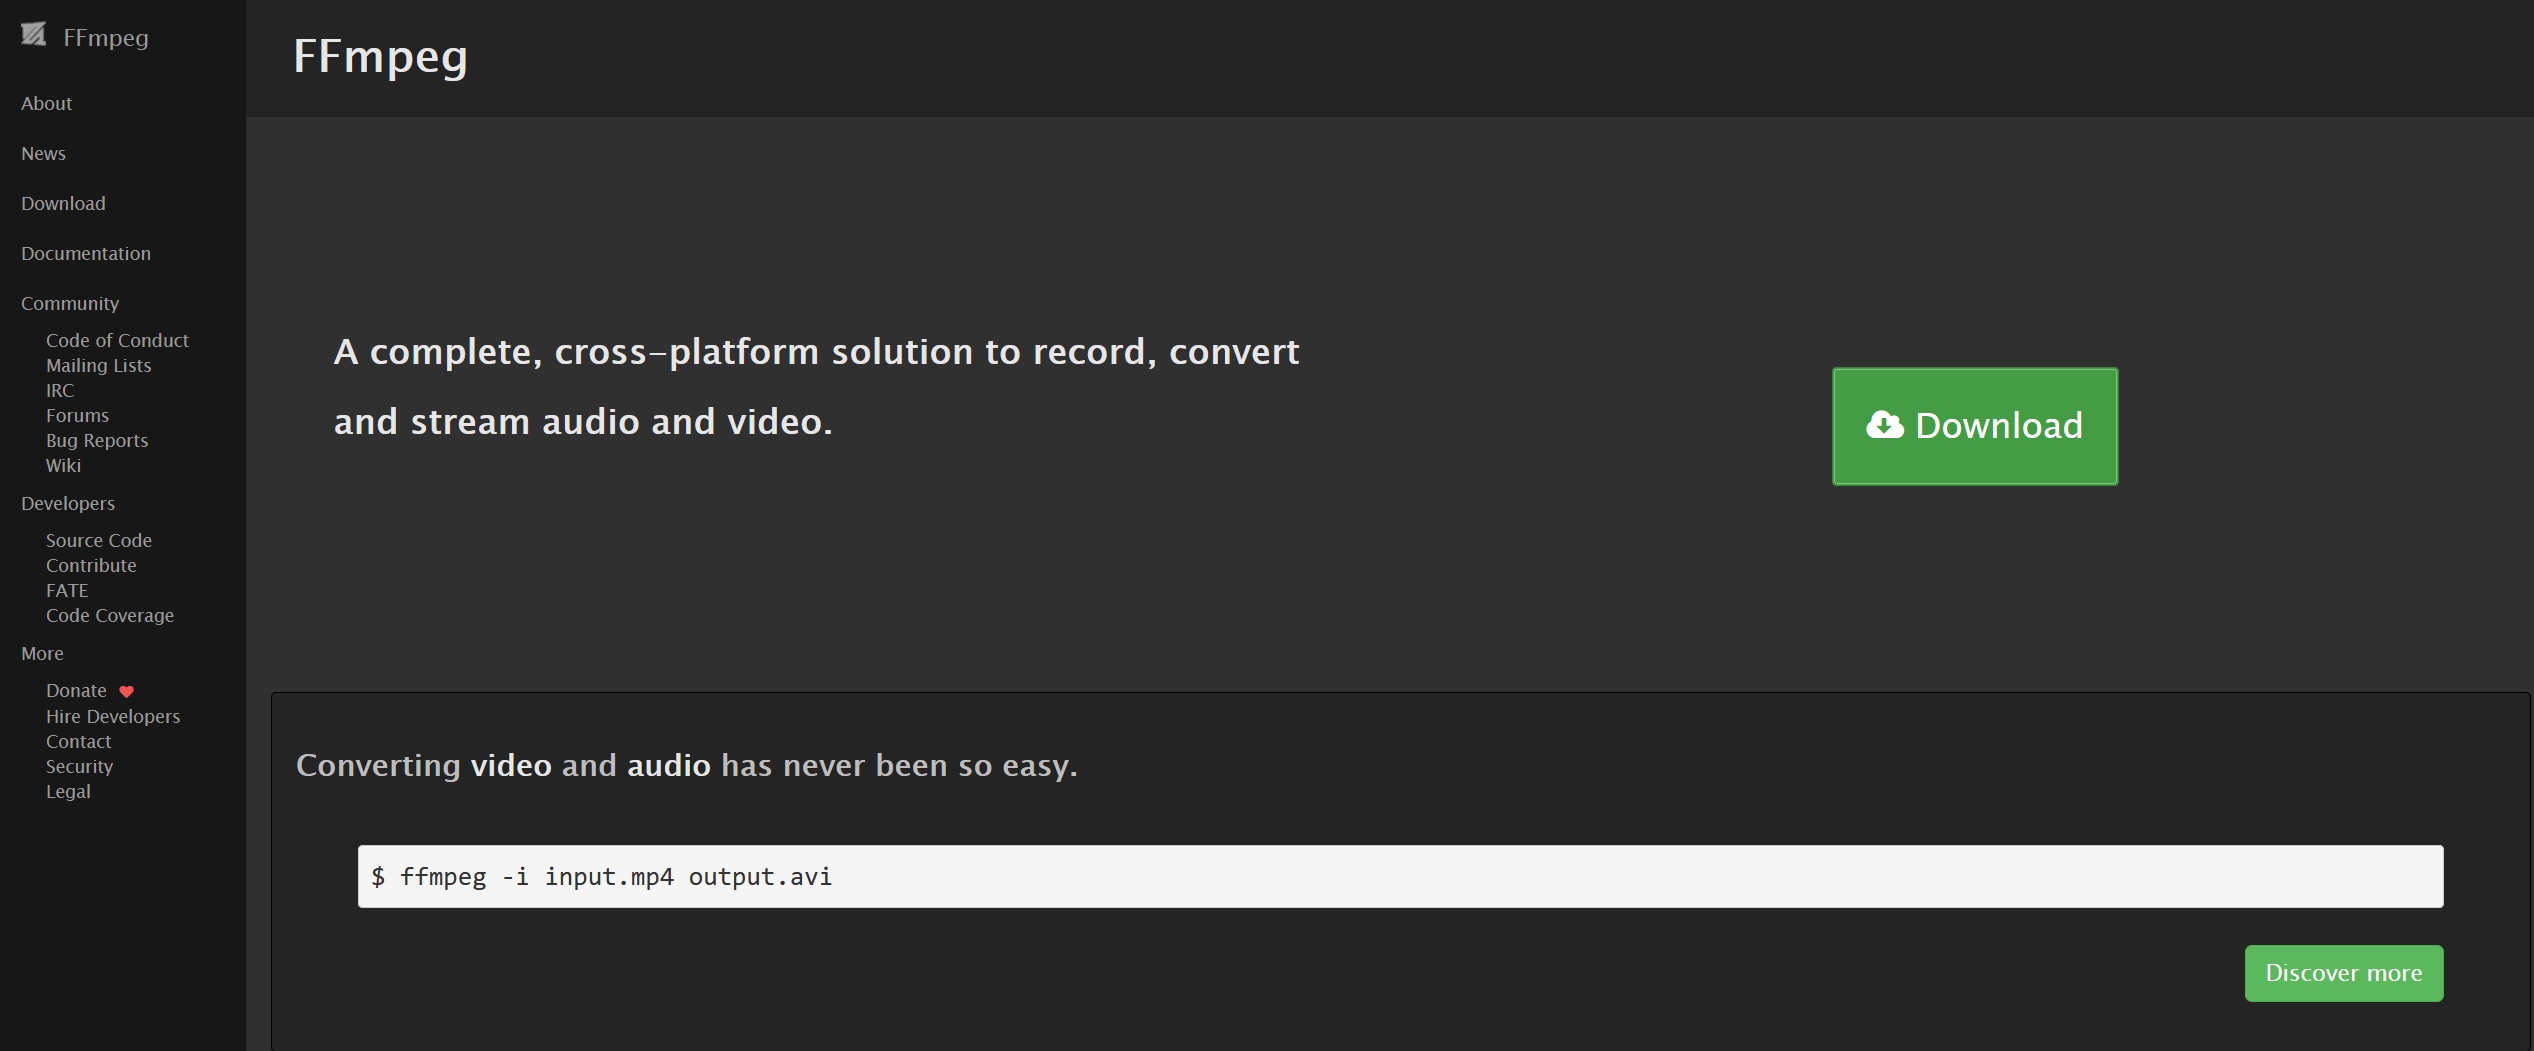 FFmpeg
About
News
Download
Documentation
Community
Code of Conduct
Mailing Lists
IRC
Forums
Bug Reports
Wiki
Developers
Source Code
Contribute
FATE
Code Coverage
More
Donate
Hire Developers
Contact
Security
Legal
FFmpeg
A complete, cross-platform solution to record, convert
and stream audio and video.
Download
Converting video and audio has never been so easy.
$ ffmpeg -i input.mp4 output.avi
Discover more